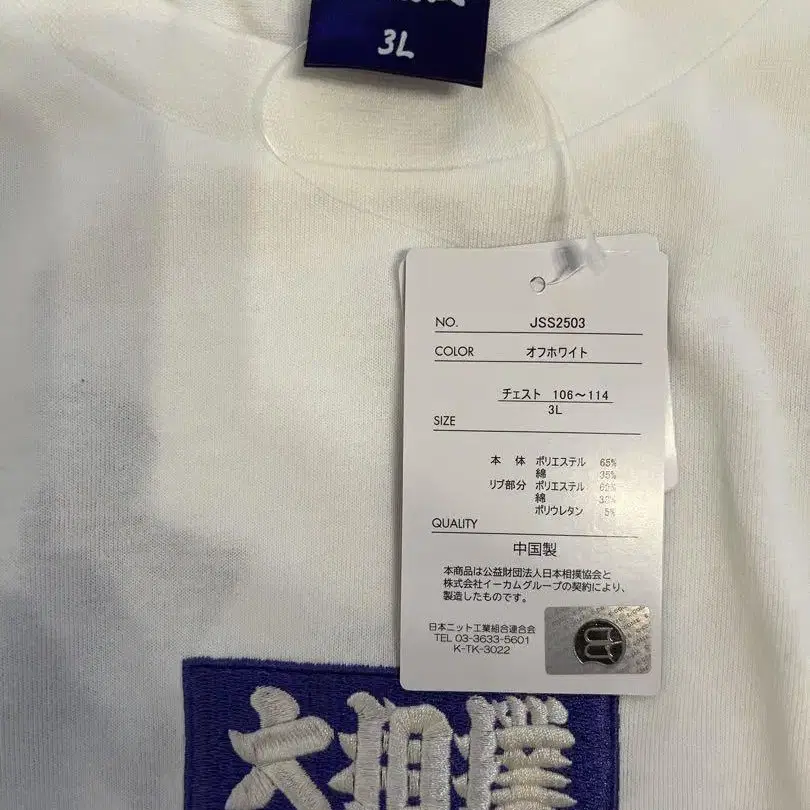 3L
NO. JSS2503
COLOR オフホワイト
チェスト 106～114
3L
SIZE
本 体 ポリエステル 65%
綿 35%
リブ部分 ポリエステル
綿
ポリウレタン 5%
QUALITY
中国製
本商品は公益財団法人日本相撲協会と
株式会社イーカムグループの契約により、
製造したものです。
日本ニット工業組合連合会
TEL 03-3633-5601
K-TK-3022
大相撲